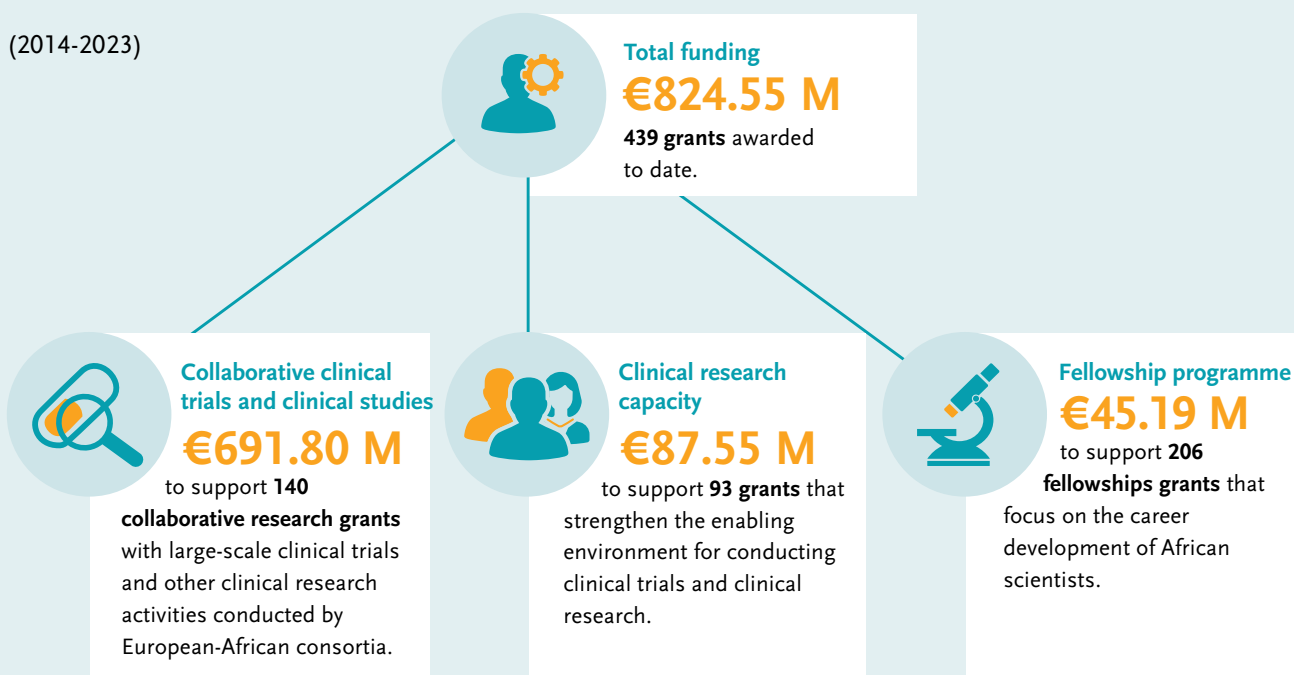 (2014-2023)
Total funding
€824.55 M
439 grants awarded
to date.
Collaborative clinical
trials and clinical studies
€691.80 M
to support 140
collaborative research grants
with large-scale clinical trials
and other clinical research
activities conducted by
European-African consortia.
Clinical research
capacity
€87.55 M
to support 93 grants that
strengthen the enabling
environment for conducting
clinical trials and clinical
research.
Fellowship programme
€45.19 M
to support 206
fellowships grants that
focus on the career
development of African
scientists.